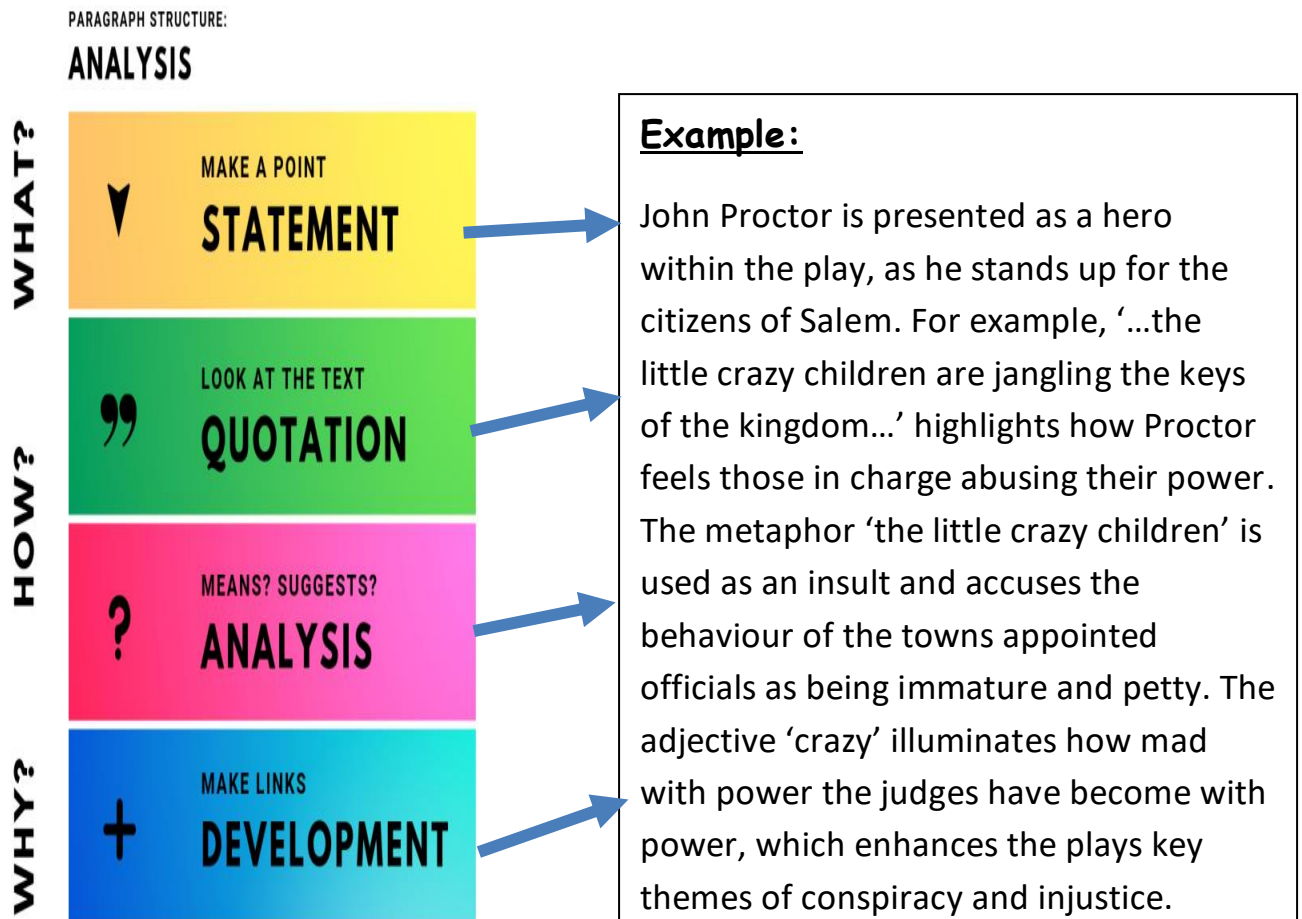 PARAGRAPH STRUCTURE:
ANALYSIS
WHAT?
MAKE A POINT
STATEMENT
HOW?
”
LOOK AT THE TEXT
QUOTATION
?
MEANS? SUGGESTS?
ANALYSIS
WHY?
+
MAKE LINKS
DEVELOPMENT
Example:
John Proctor is presented as a hero
within the play, as he stands up for the
citizens of Salem. For example, ‘…the
little crazy children are jangling the keys
of the kingdom…’ highlights how Proctor
feels those in charge abusing their power.
The metaphor ‘the little crazy children’ is
used as an insult and accuses the
behaviour of the towns appointed
officials as being immature and petty. The
adjective ‘crazy’ illuminates how mad
with power the judges have become with
power, which enhances the plays key
themes of conspiracy and injustice.